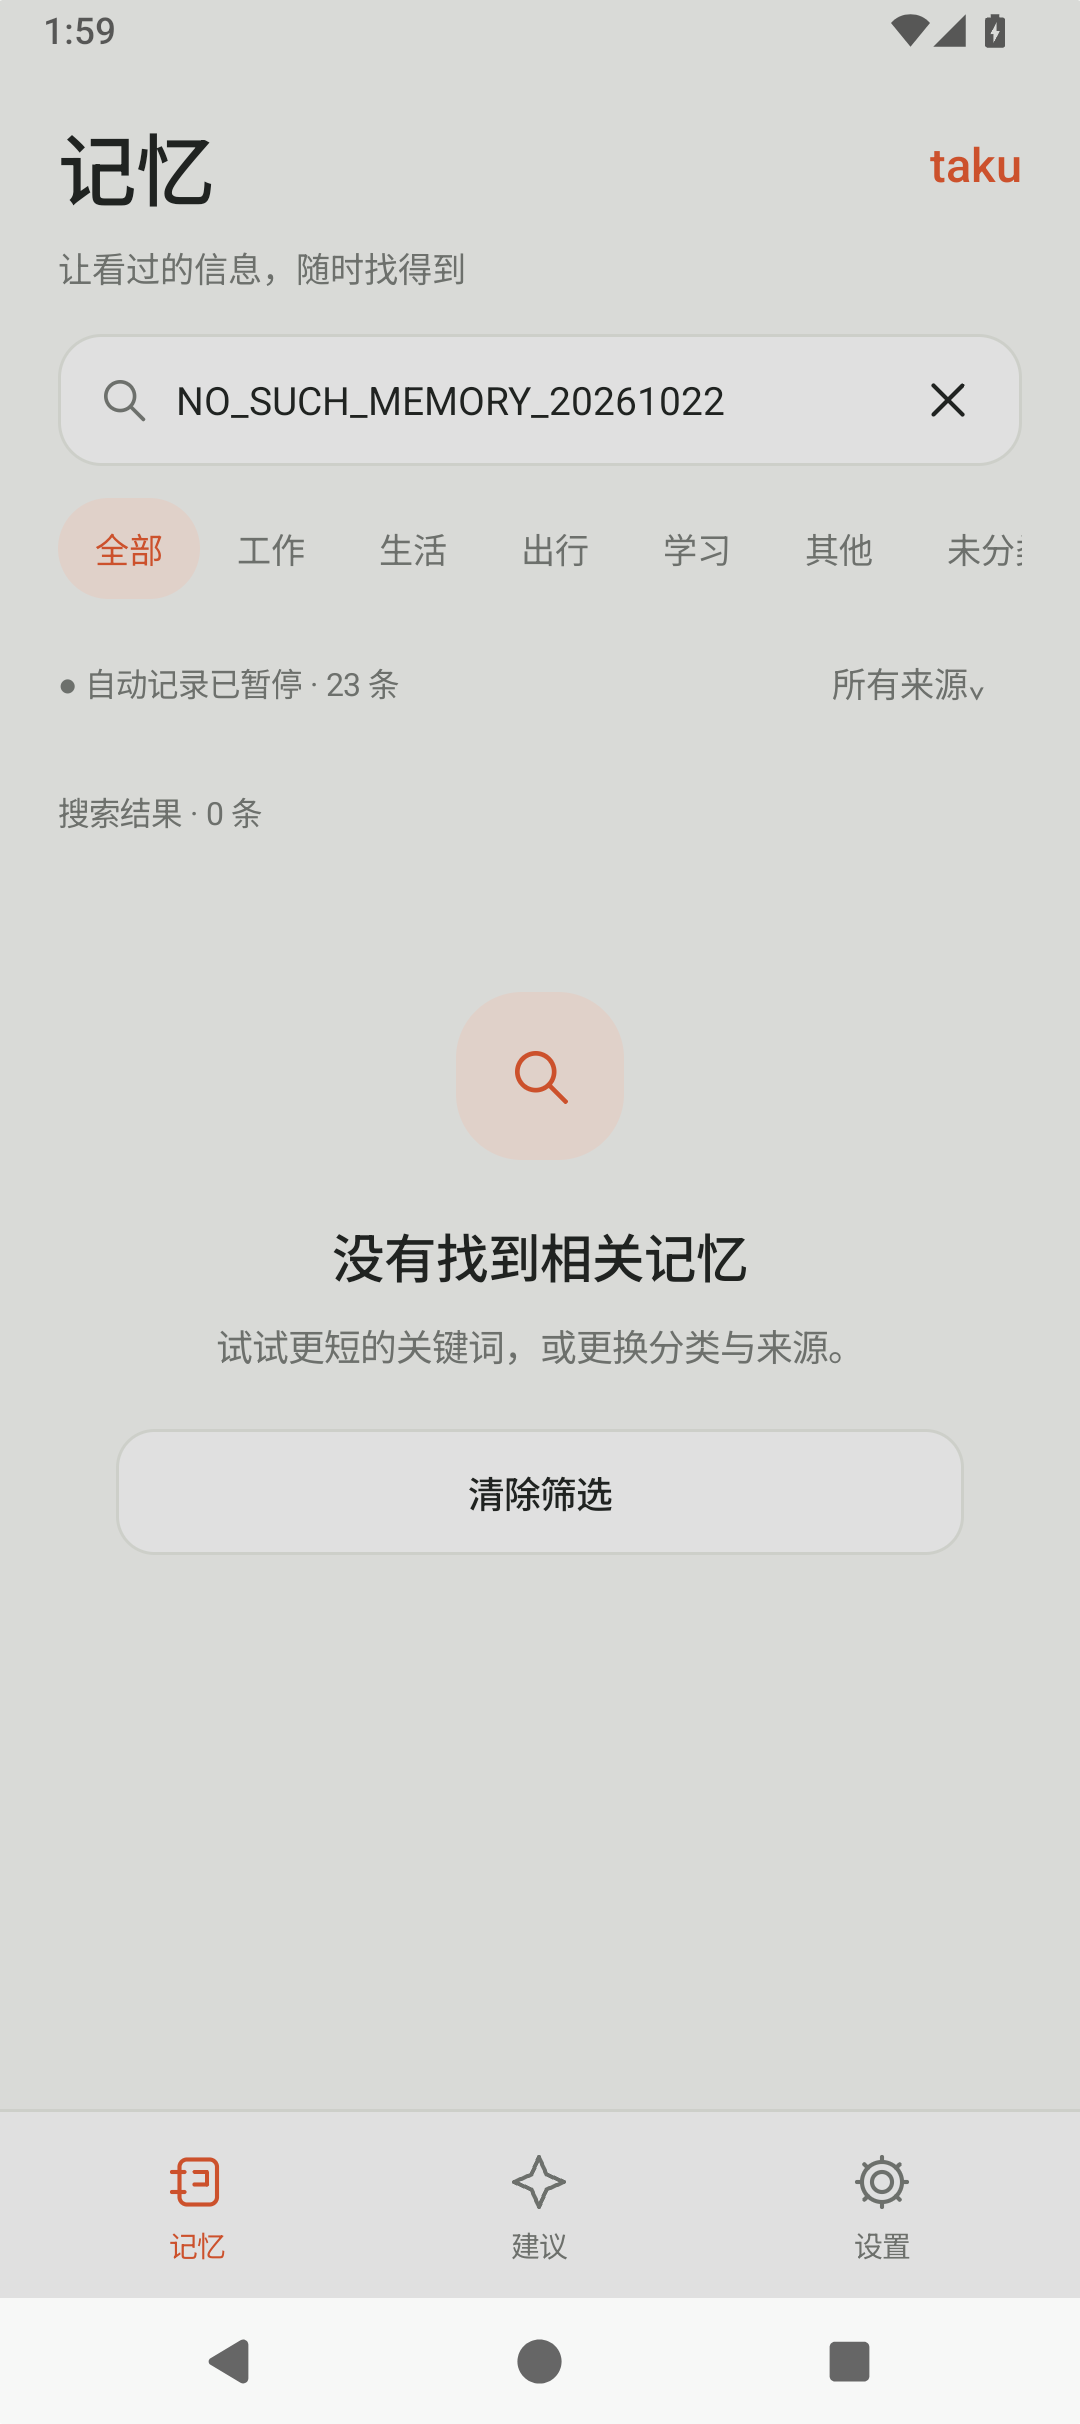 1:59
记忆
taku
让看过的信息，随时找得到
NO_SUCH_MEMORY_20261022
全部 工作 生活 出行 学习 其他 未分
自动记录已暂停 · 23 条
所有来源
搜索结果 · 0 条
没有找到相关记忆
试试更短的关键词，或更换分类与来源。
清除筛选
记忆 建议 设置